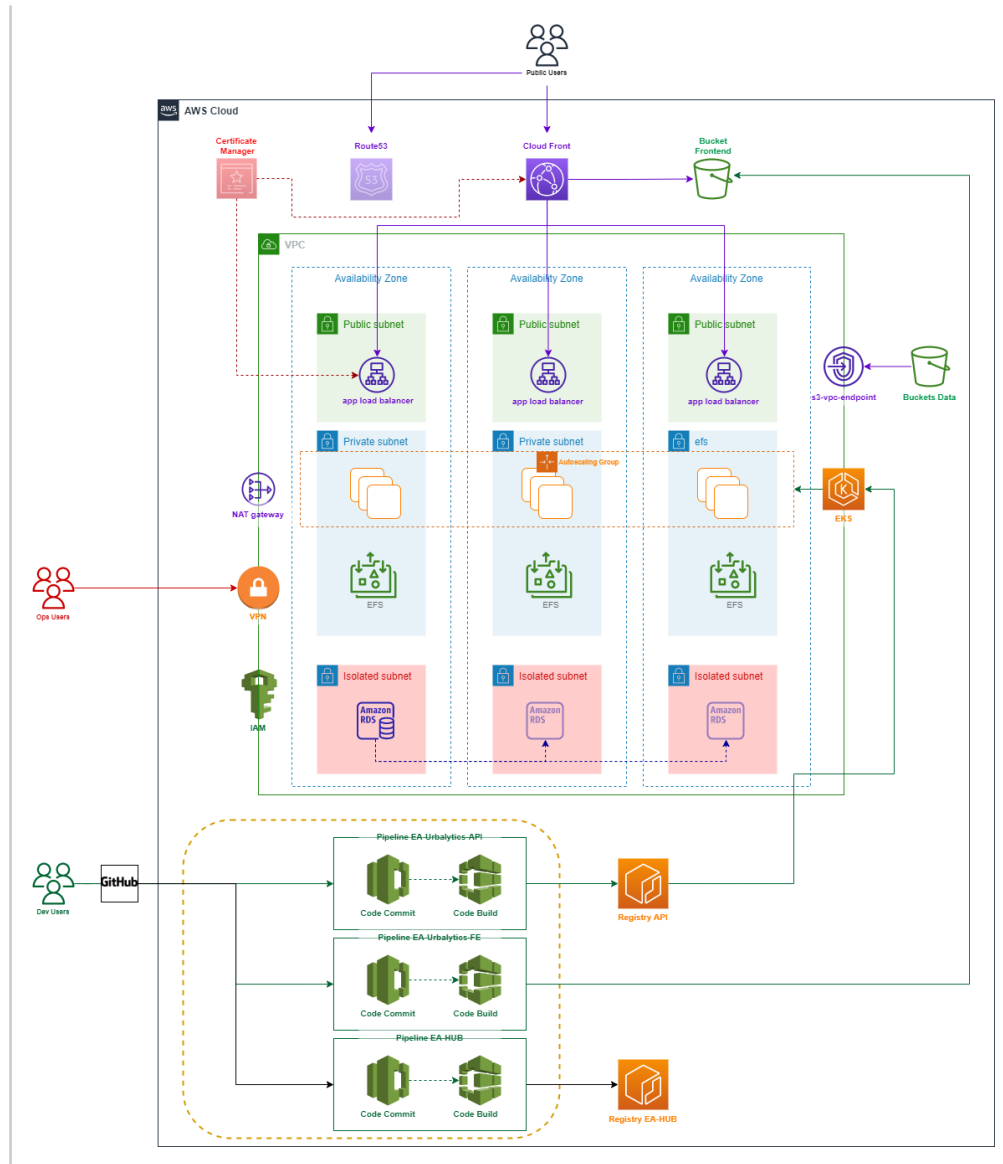 Public Users
aws
AWS Cloud
Certificate
Manager
Route53
53
Cloud Front
Bucket
Frontend
VPC
Availability Zone
Availability Zone
Availability Zone
Public subnet
Public subnet
Public subnet
app load balancer
app load balancer
app load balancer
s3-vpc-endpoint
Buckets Data
Private subnet
Private subnet
efs
Autoscaling Group
NAT gateway
K
EKS
EFS
EFS
EFS
Ops Users
VPN
Isolated subnet
Isolated subnet
Isolated subnet
IAM
Amazon
RDS
Amazon
RDS
Amazon
RDS
Pipeline EA-Urbalytics-API
Code Commit
Code Build
Registry API
Dev Users
GitHub
Pipeline EA-Urbalytics-FE
Code Commit
Code Build
Pipeline EA-HUB
Code Commit
Code Build
Registry EA-HUB